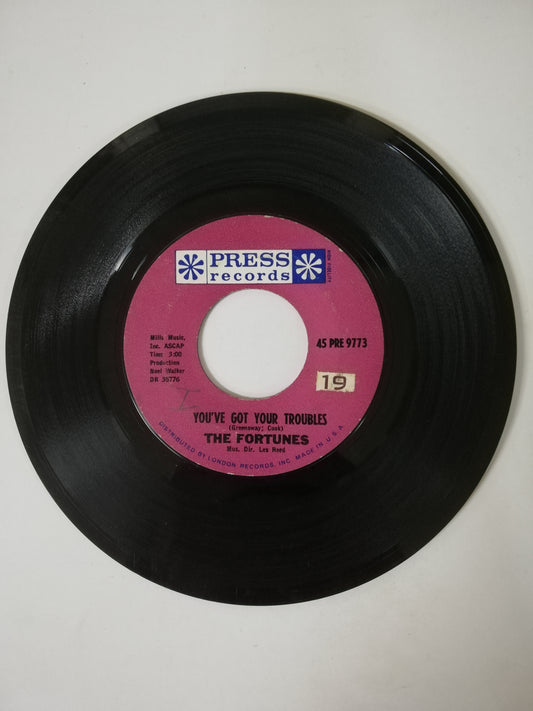 PRESS
records
HIGH FIDELITY
Mills Music,
Inc. ASCAP
Time: 3:00
Production
Noel Walker
DR 35776
45 PRE 9773
19
I
YOU'VE GOT YOUR TROUBLES
(Greenaway; Cook)
THE FORTUNES
Mus. Dir. Les Reed
DISTRIBUTED BY LONDON RECORDS, INC. MADE IN U.S.A.